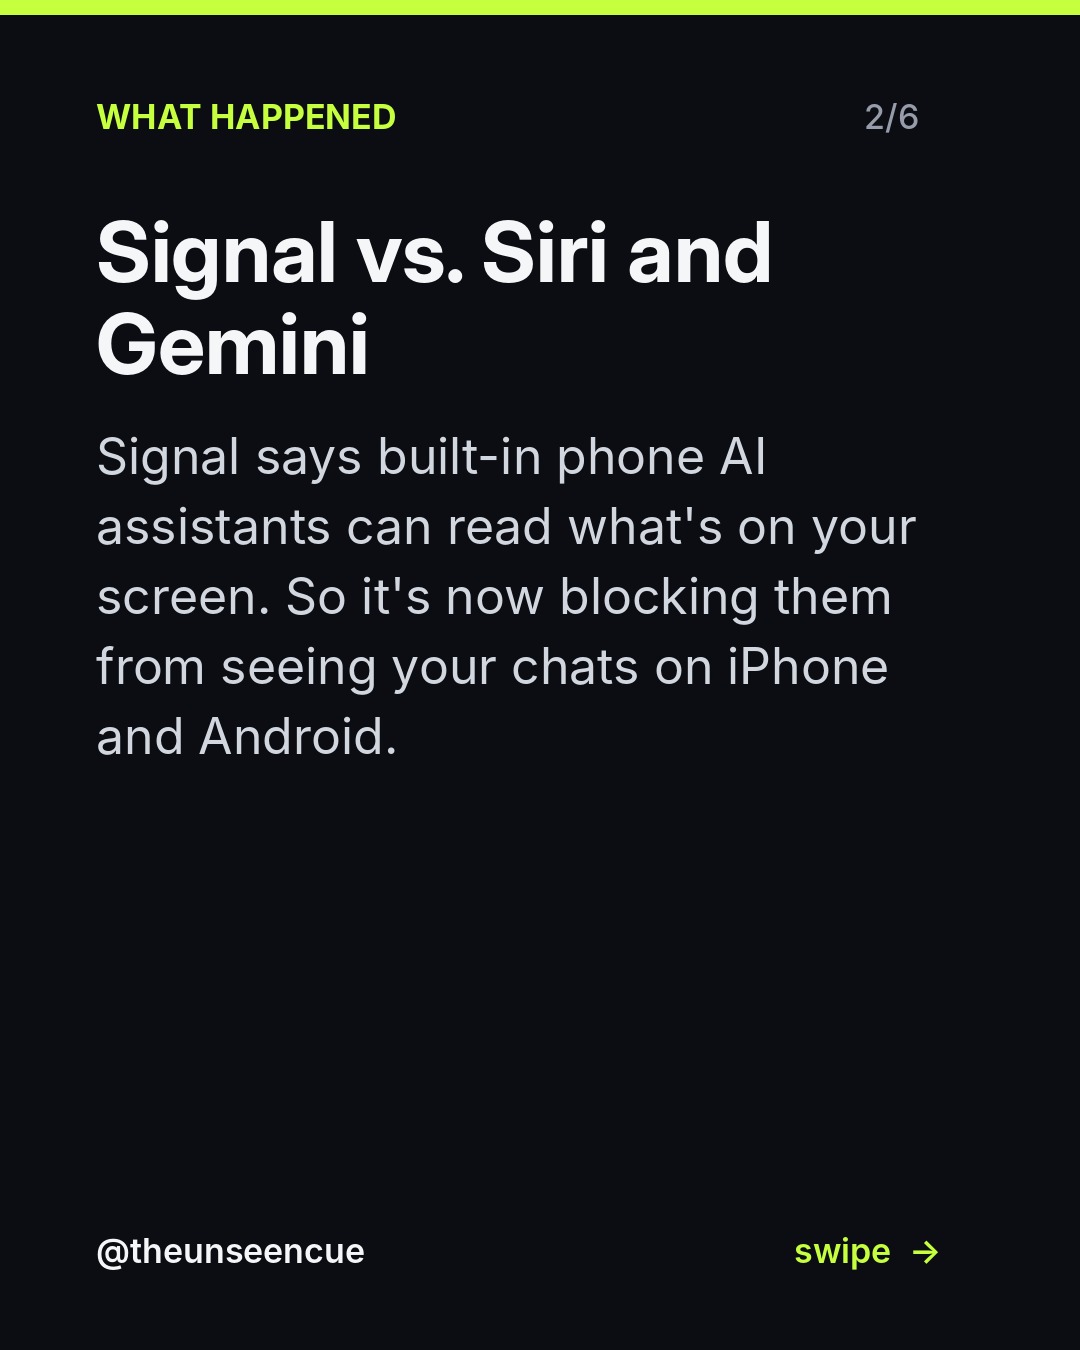 WHAT HAPPENED 2/6
Signal vs. Siri and
Gemini
Signal says built-in phone AI
assistants can read what's on your
screen. So it's now blocking them
from seeing your chats on iPhone
and Android.
@theunseencue swipe →